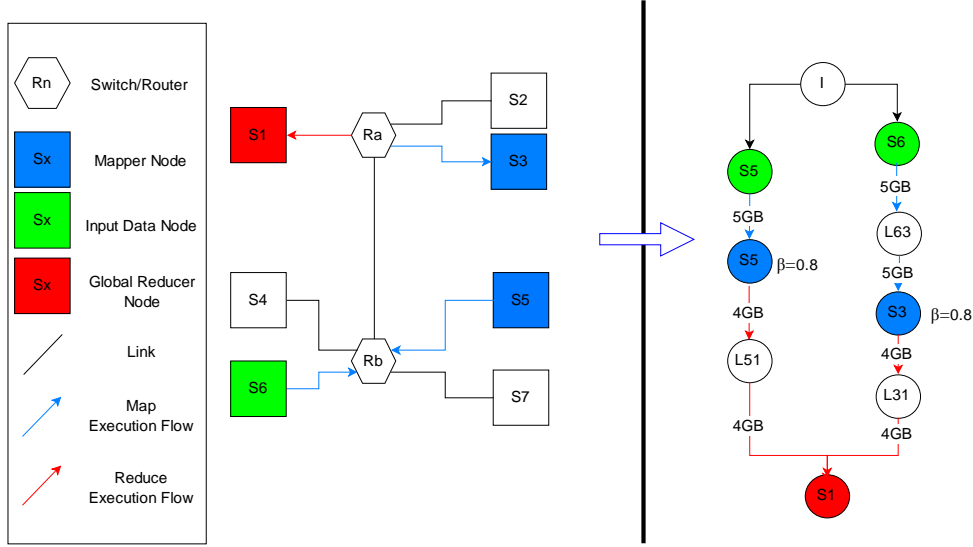 Rn
Switch/Router
Sx
Mapper Node
Sx
Input Data Node
Sx
Global Reducer
Node
Link
Map
Execution Flow
Reduce
Execution Flow
S1
Ra
S2
S3
S4
S5
Rb
S6
S7
I
S5
S6
5GB
5GB
L63
S5
β=0.8
5GB
S3
β=0.8
4GB
4GB
L51
L31
4GB
4GB
S1